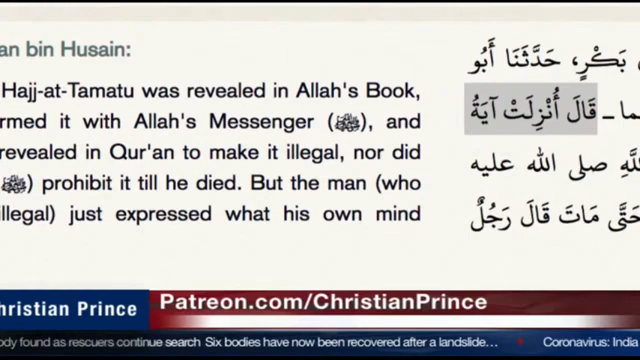 an bin Husain:
Hajj-at-Tamatu was revealed in Allah's Book,
rmed it with Allah's Messenger (ﷺ), and
revealed in Qur'an to make it illegal, nor did
ﷺ) prohibit it till he died. But the man (who
llegal) just expressed what his own mind
بَكْرٍ، حَدَّثَنَا أَبُو
ـما ـ قَالَ أُنْزِلَتْ آيَةُ
لَّهِ صلى الله عليه
حَتَّى مَاتَ قَالَ رَجُلٌ
hristian Prince
Patreon.com/ChristianPrince
ody found as rescuers continue search Six bodies have now been recovered after a landslide... Coronavirus: India